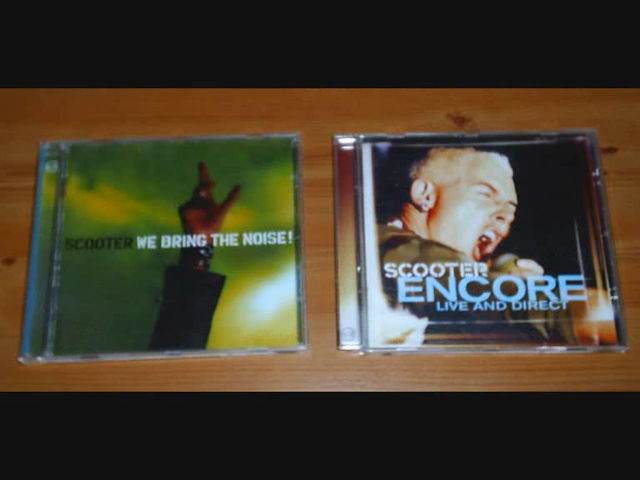 SCOOTER WE BRING THE NOISE!
SCOOTER
ENCORE
LIVE AND DIRECT